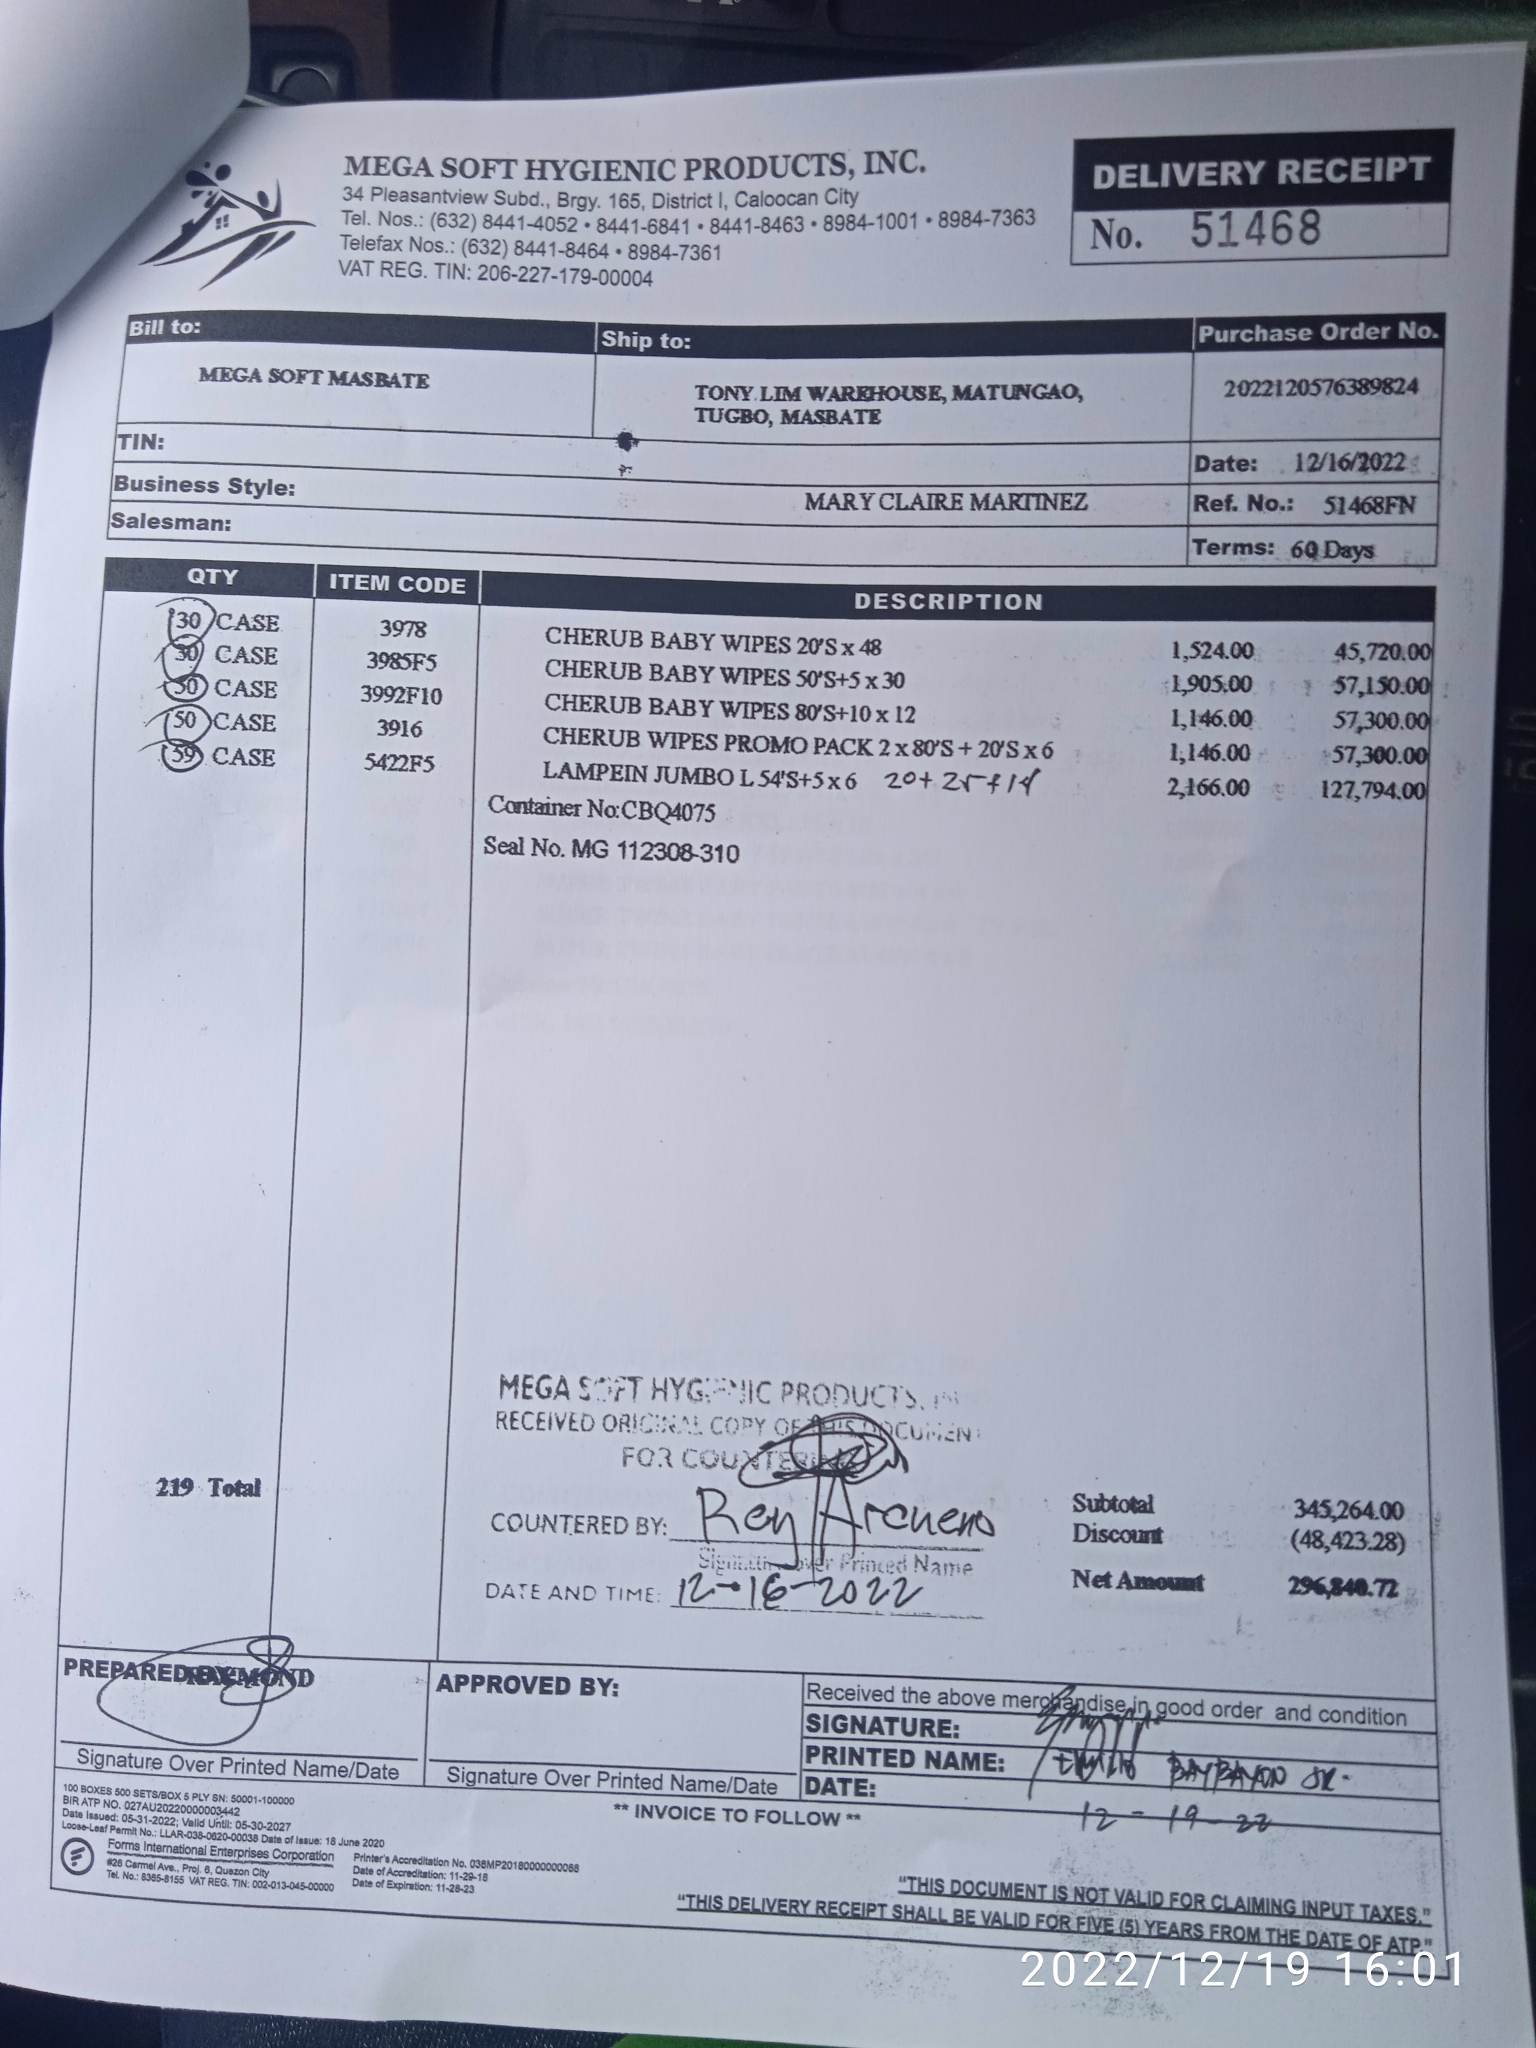 MEGA SOFT HYGIENIC PRODUCTS, INC.
34 Pleasantview Subd., Brgy. 165, District I, Caloocan City
Tel. Nos.: (632) 8441-4052 • 8441-6841 • 8441-8463 • 8984-1001 • 8984-7363
Telefax Nos.: (632) 8441-8464 • 8984-7361
VAT REG. TIN: 206-227-179-00004
DELIVERY RECEIPT
No. 51468
Bill to:
MEGA SOFT MASBATE
Ship to:
TONY LIM WAREHOUSE, MATUNGAO,
TUGBO, MASBATE
Purchase Order No.
2022120576389824
TIN:
Date: 12/16/2022
Business Style:
MARY CLAIRE MARTINEZ
Ref. No.: 51468FN
Salesman:
Terms: 60 Days
QTY ITEM CODE DESCRIPTION
30 CASE 3978 CHERUB BABY WIPES 20'S x 48 1,524.00 45,720.00
30 CASE 3985F5 CHERUB BABY WIPES 50'S+5 x 30 1,905.00 57,150.00
50 CASE 3992F10 CHERUB BABY WIPES 80'S+10 x 12 1,146.00 57,300.00
50 CASE 3916 CHERUB WIPES PROMO PACK 2 x 80'S + 20'S x 6 1,146.00 57,300.00
59 CASE 5422F5 LAMPEIN JUMBO L 54'S+5 x 6 20+25+14 2,166.00 127,794.00
Container No:CBQ4075
Seal No. MG 112308-310
MEGA SOFT HYGIENIC PRODUCTS,
RECEIVED ORIGINAL COPY OF THIS DOCUMENT
FOR COUNTERING
219 Total
COUNTERED BY: Rey Arcueno
Signature over Printed Name
DATE AND TIME: 12-16-2022
Subtotal 345,264.00
Discount (48,423.28)
Net Amount 296,840.72
PREPARED BY: RAYMOND
Signature Over Printed Name/Date
APPROVED BY:
Signature Over Printed Name/Date
Received the above merchandise in good order and condition
SIGNATURE:
PRINTED NAME: BAYBAYON JR.
DATE: 12-19-22
** INVOICE TO FOLLOW **
100 BOXES 500 SETS/BOX 5 PLY SN: 50001-100000
BIR ATP NO. 027AU20220000003442
Date Issued: 05-31-2022; Valid Until: 05-30-2027
Loose-Leaf Permit No.: LLAR-038-0620-00038 Date of Issue: 18 June 2020
Forms International Enterprises Corporation
#26 Carmel Ave., Proj. 6, Quezon City
Tel. No.: 8365-8155 VAT REG. TIN: 002-013-045-00000
Printer's Accreditation No. 038MP20180000000088
Date of Accreditation: 11-29-18
Date of Expiration: 11-28-23
"THIS DOCUMENT IS NOT VALID FOR CLAIMING INPUT TAXES."
"THIS DELIVERY RECEIPT SHALL BE VALID FOR FIVE (5) YEARS FROM THE DATE OF ATP."
2022/12/19 16:01